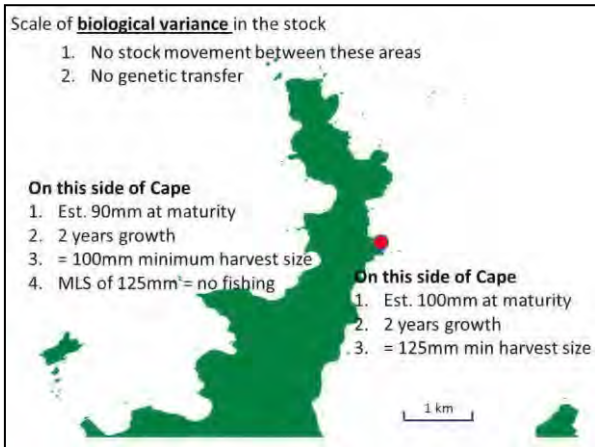 Scale of biological variance in the stock
1. No stock movement between these areas
2. No genetic transfer
On this side of Cape
1. Est. 90mm at maturity
2. 2 years growth
3. = 100mm minimum harvest size
4. MLS of 125mm = no fishing
On this side of Cape
1. Est. 100mm at maturity
2. 2 years growth
3. = 125mm min harvest size
1 km